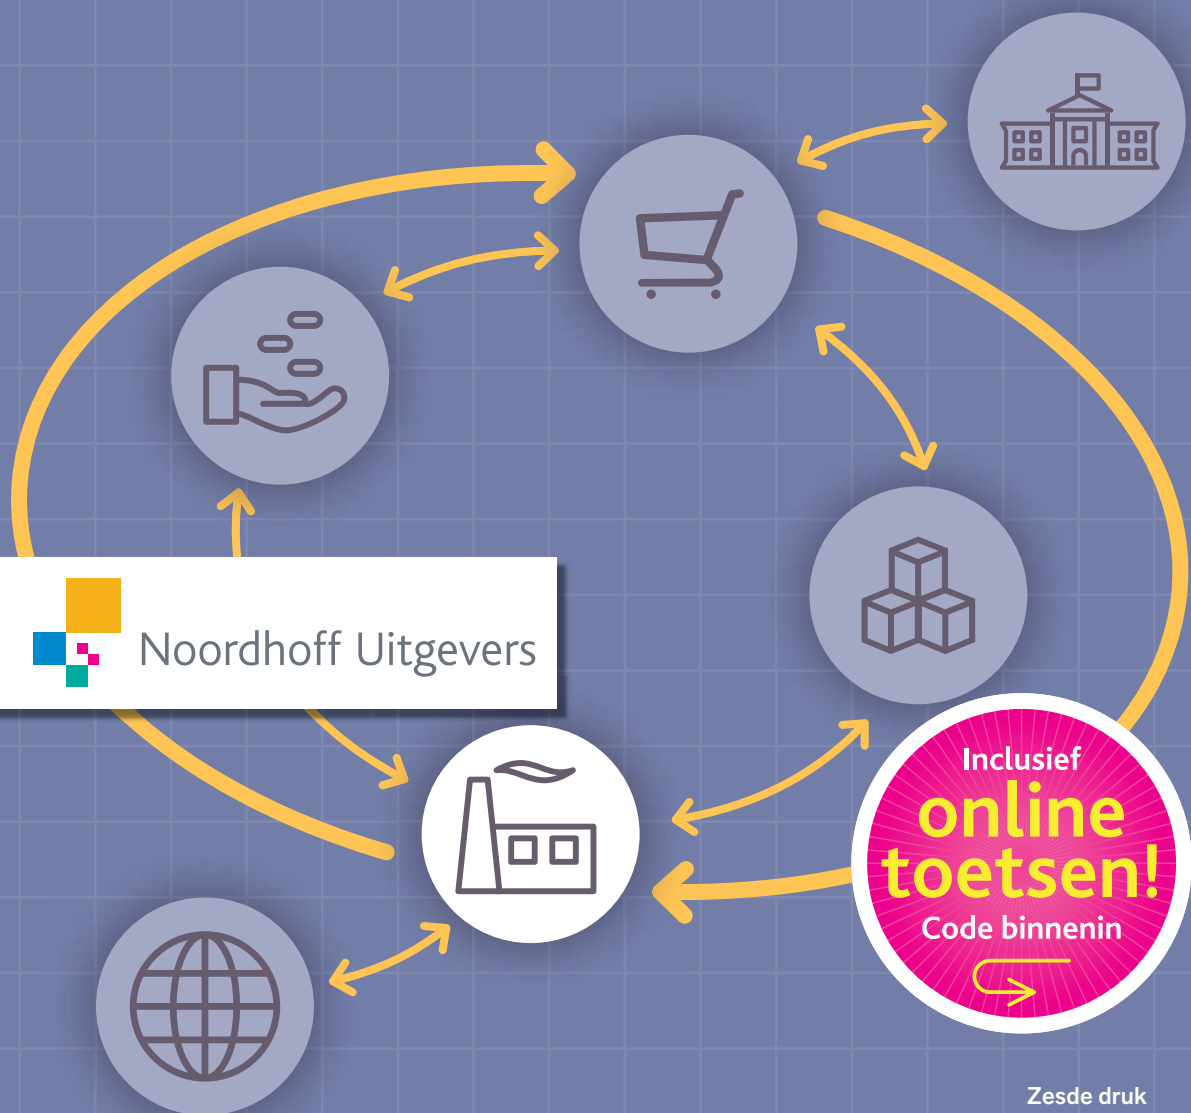 Noordhoff Uitgevers
Inclusief
online
toetsen!
Code binnenin
Zesde druk